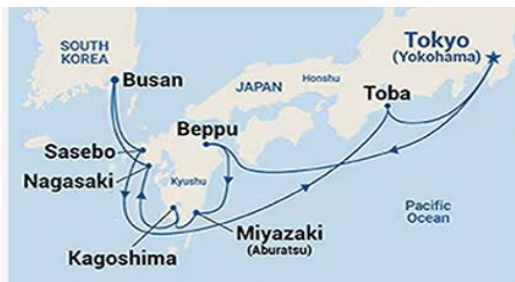 SOUTH
KOREA
Busan
JAPAN
Honshu
Tokyo
(Yokohama)
Toba
Beppu
Sasebo
Nagasaki
Kyushu
Pacific
Ocean
Miyazaki
(Aburatsu)
Kagoshima